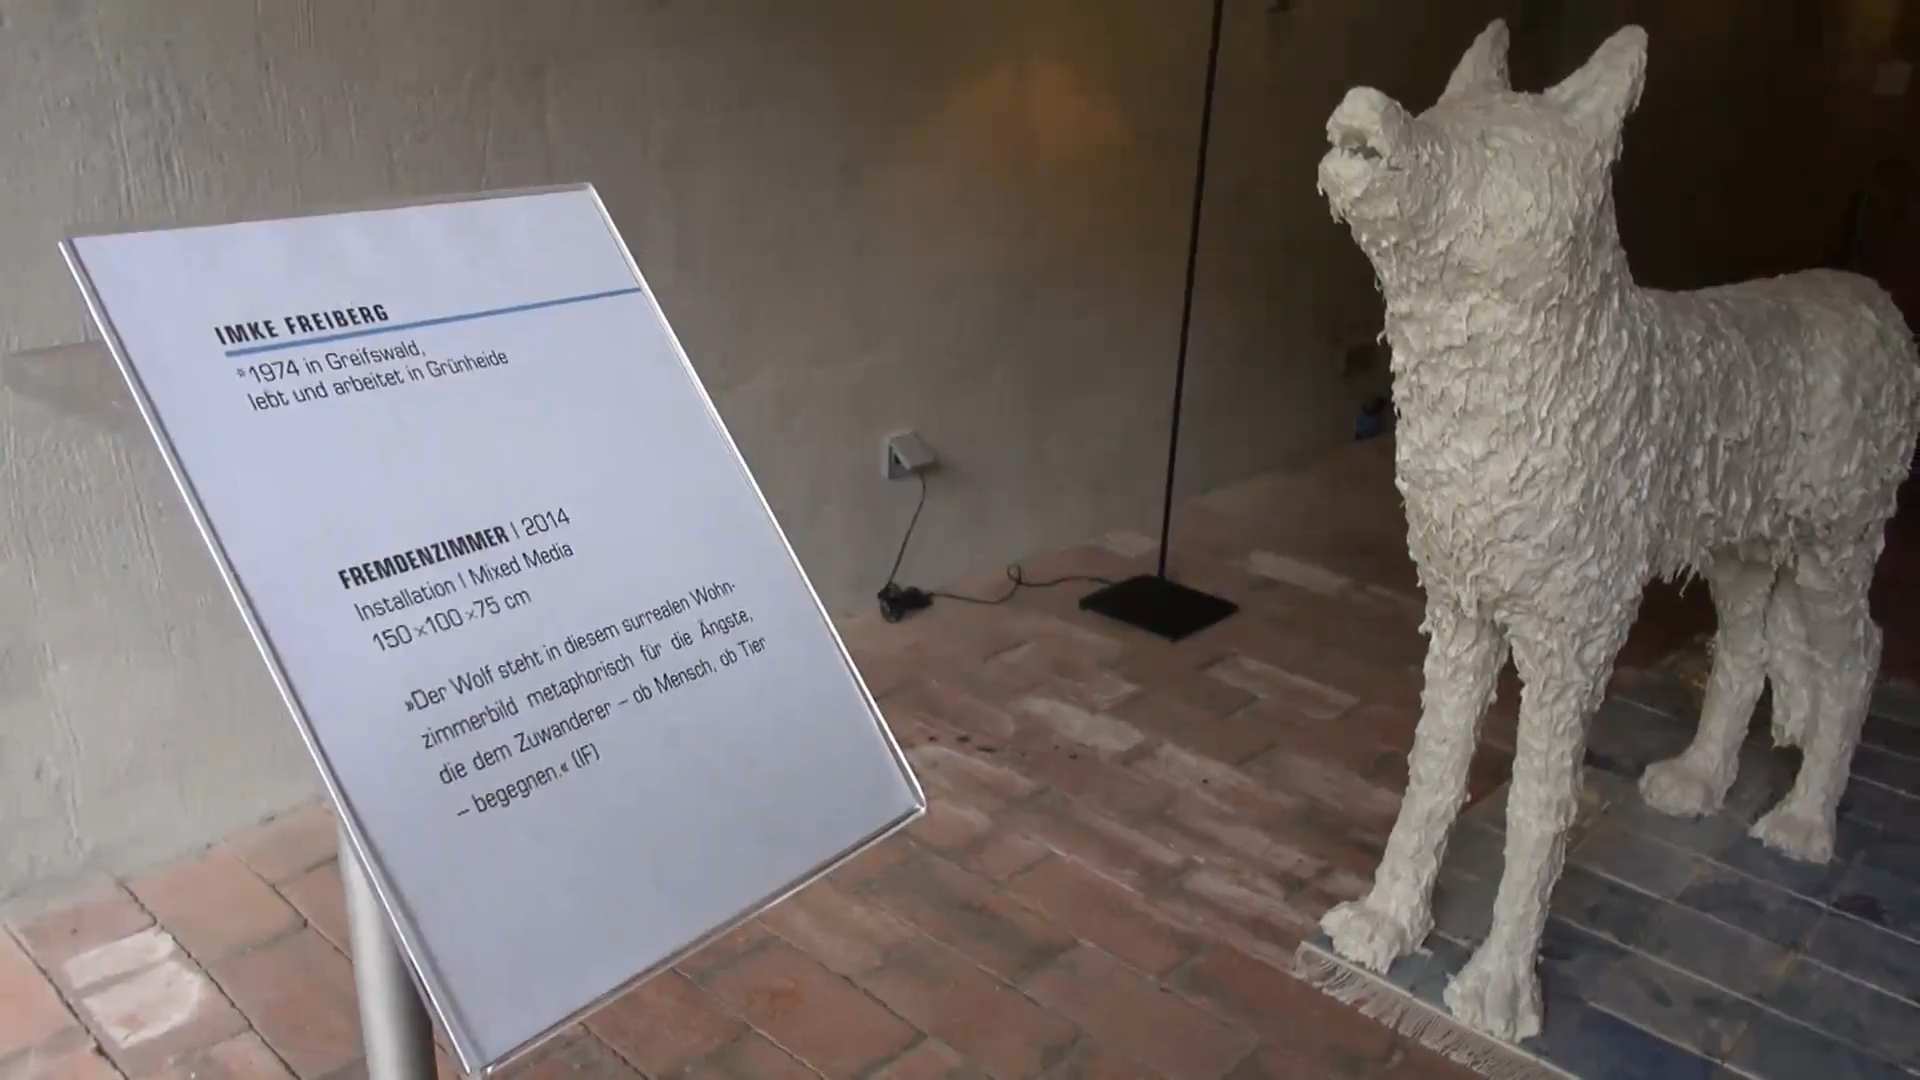 IMKE FREIBERG
*1974 in Greifswald,
lebt und arbeitet in Grünheide
FREMDENZIMMER | 2014
Installation | Mixed Media
150×100×75 cm
»Der Wolf steht in diesem surrealen Wohn-
zimmerbild metaphorisch für die Ängste,
die dem Zuwanderer – ob Mensch, ob Tier
– begegnen.« (IF)